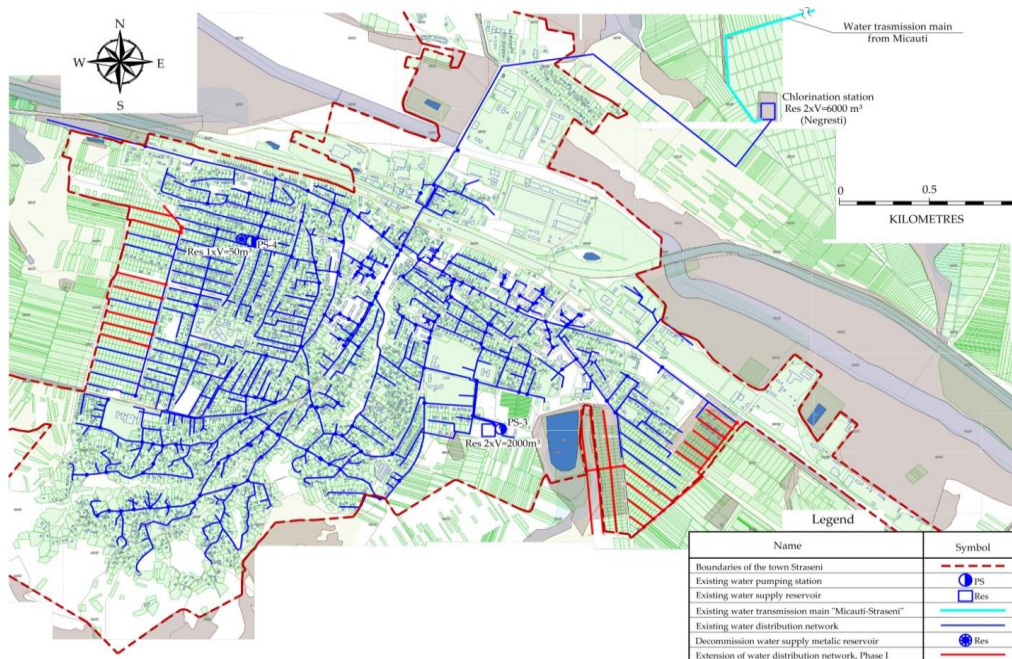 Water trasmission main
from Micauti
N
W E
S
Chlorination station
Res 2xV=6000 m³
(Negresti)
0 0.5
KILOMETRES
PS-4
Res 1xV=50m³
PS-3
Res 2xV=2000m³
Legend
Name Symbol
Boundaries of the town Straseni
Existing water pumping station PS
Existing water supply reservoir Res
Existing water transmission main "Micauti-Straseni"
Existing water distribution network
Decommission water supply metalic reservoir Res
Extension of water distribution network, Phase I